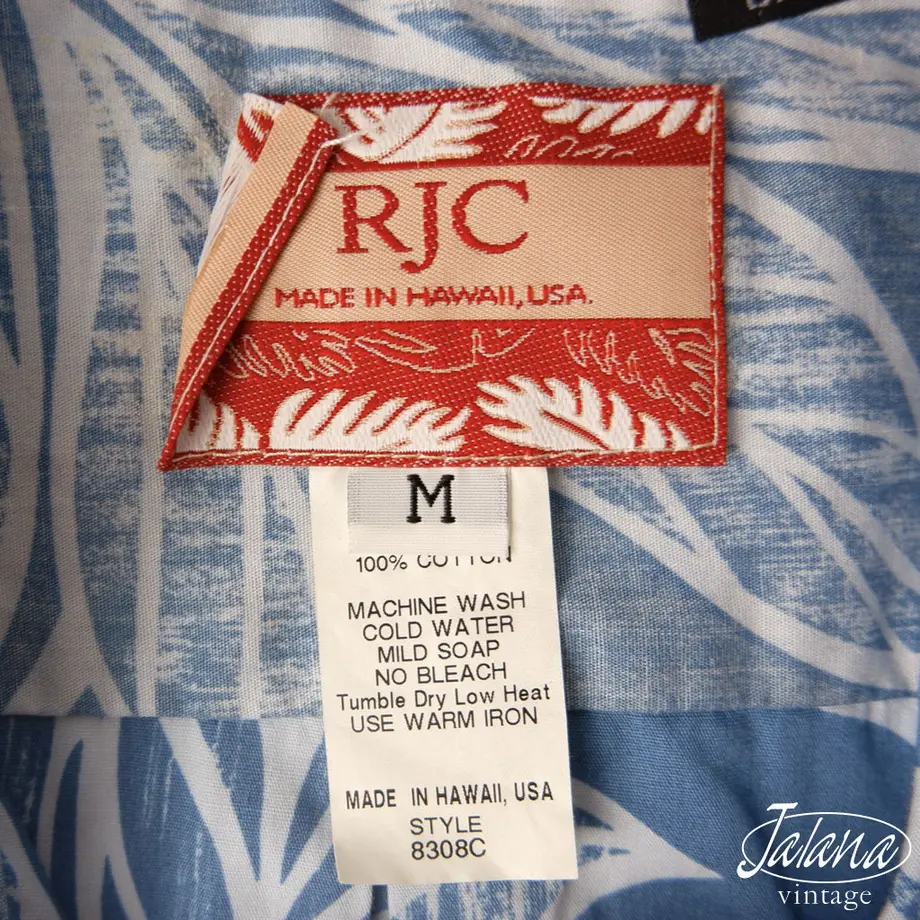 RJC
MADE IN HAWAII, USA.
M
100% COTTON
MACHINE WASH
COLD WATER
MILD SOAP
NO BLEACH
Tumble Dry Low Heat
USE WARM IRON
MADE IN HAWAII, USA
STYLE
8308C
Jalana
vintage